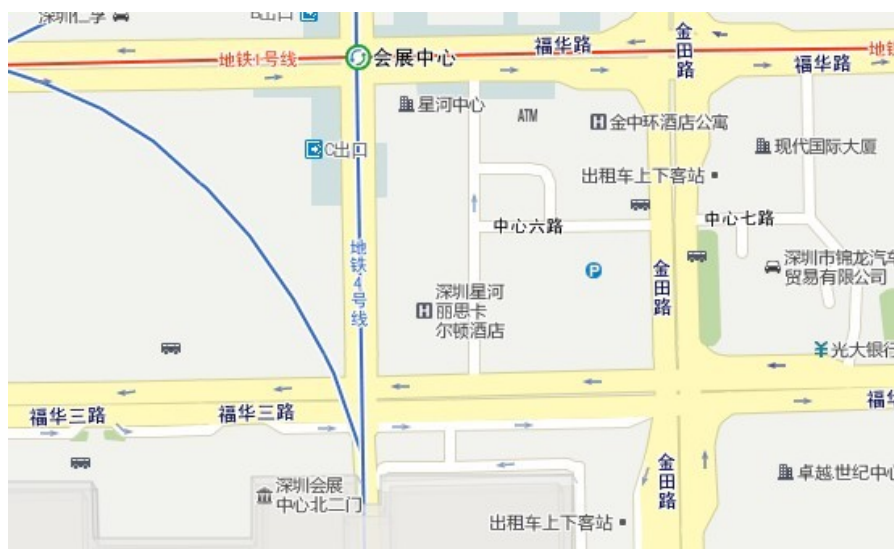 深圳仁孚
B出口
金田路
福华路
地铁1号线
会展中心
福华路
地铁
星河中心
ATM
金中环酒店公寓
现代国际大厦
C出口
出租车上下客站
中心六路
中心七路
地铁4号线
金田路
深圳市锦龙汽车
贸易有限公司
P
深圳星河
丽思卡
尔顿酒店
光大银行
福华三路
福华三路
福华
金田路
深圳会展
中心北二门
卓越世纪中心
出租车上下客站